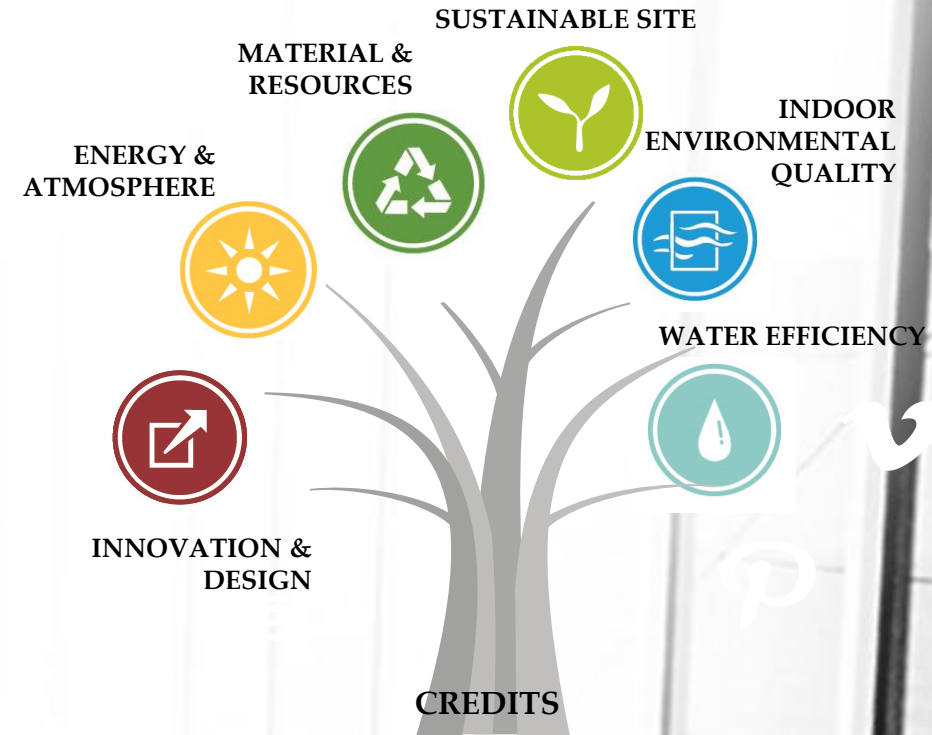 SUSTAINABLE SITE
MATERIAL &
RESOURCES
INDOOR
ENVIRONMENTAL
QUALITY
ENERGY &
ATMOSPHERE
WATER EFFICIENCY
INNOVATION &
DESIGN
CREDITS